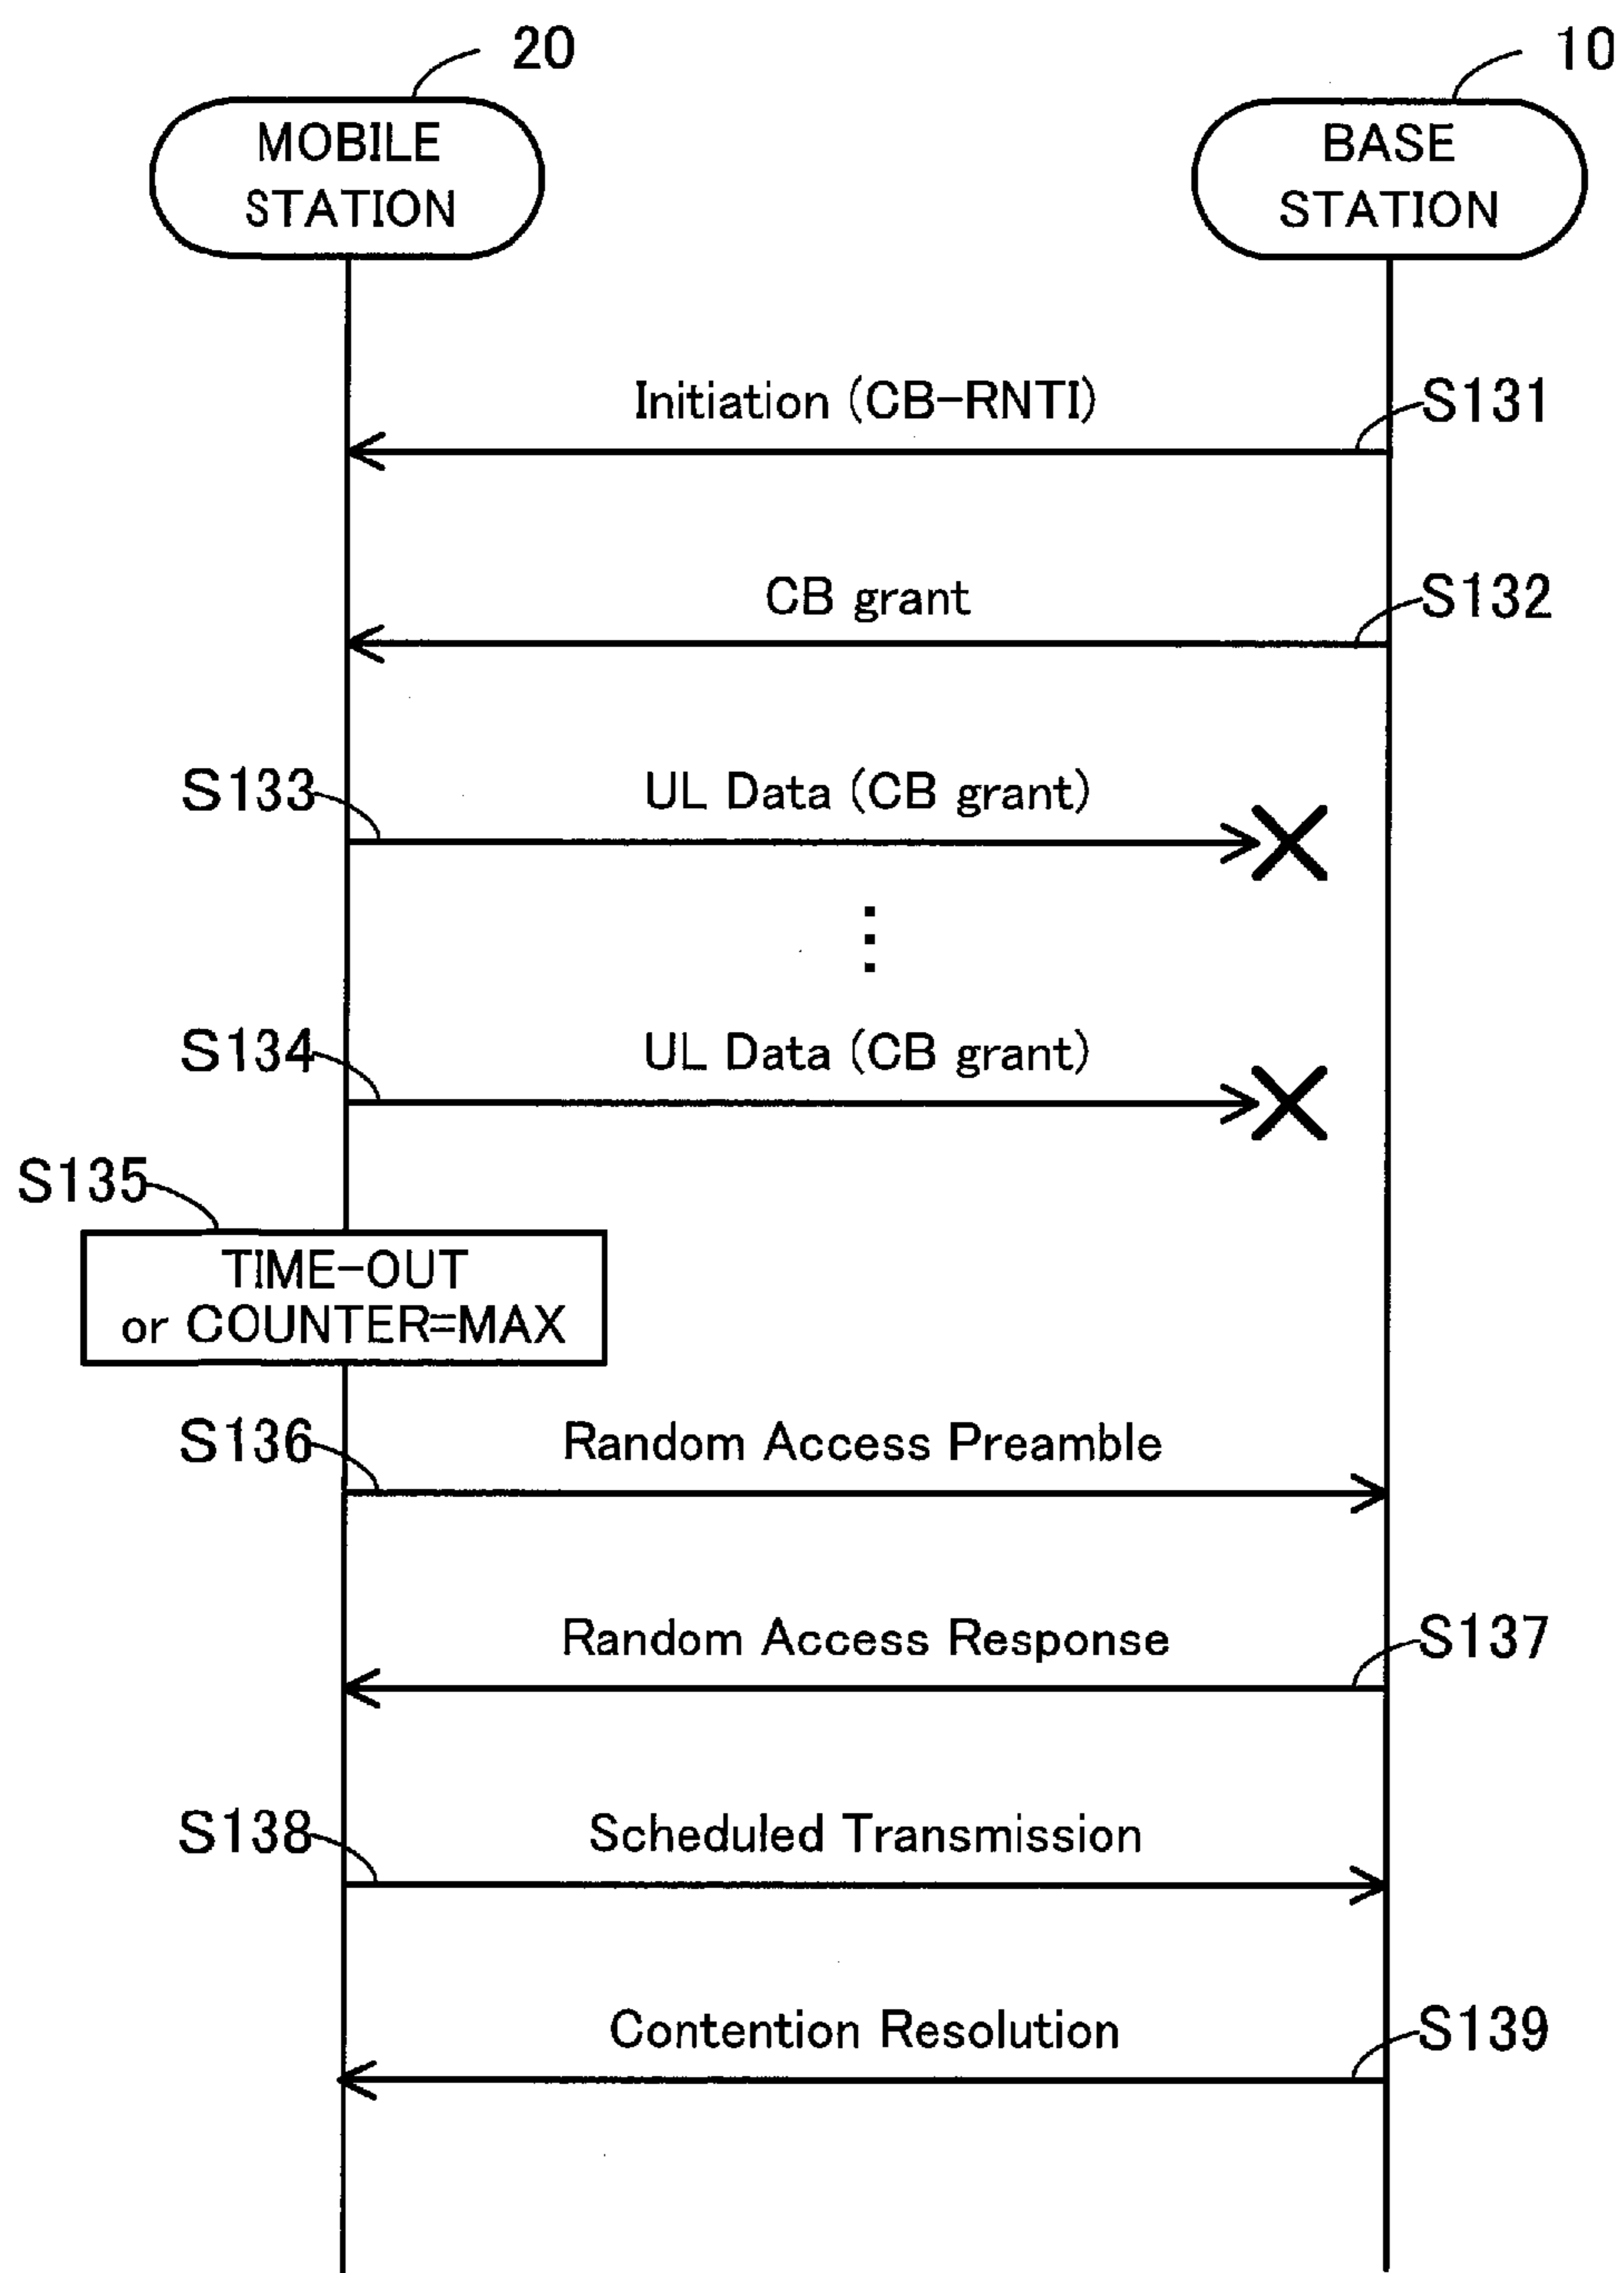 20
10
MOBILE
STATION
BASE
STATION
Initiation (CB-RNTI)
S131
CB grant
S132
S133
UL Data (CB grant)
S134
UL Data (CB grant)
S135
TIME-OUT
or COUNTER=MAX
S136
Random Access Preamble
Random Access Response
S137
S138
Scheduled Transmission
Contention Resolution
S139